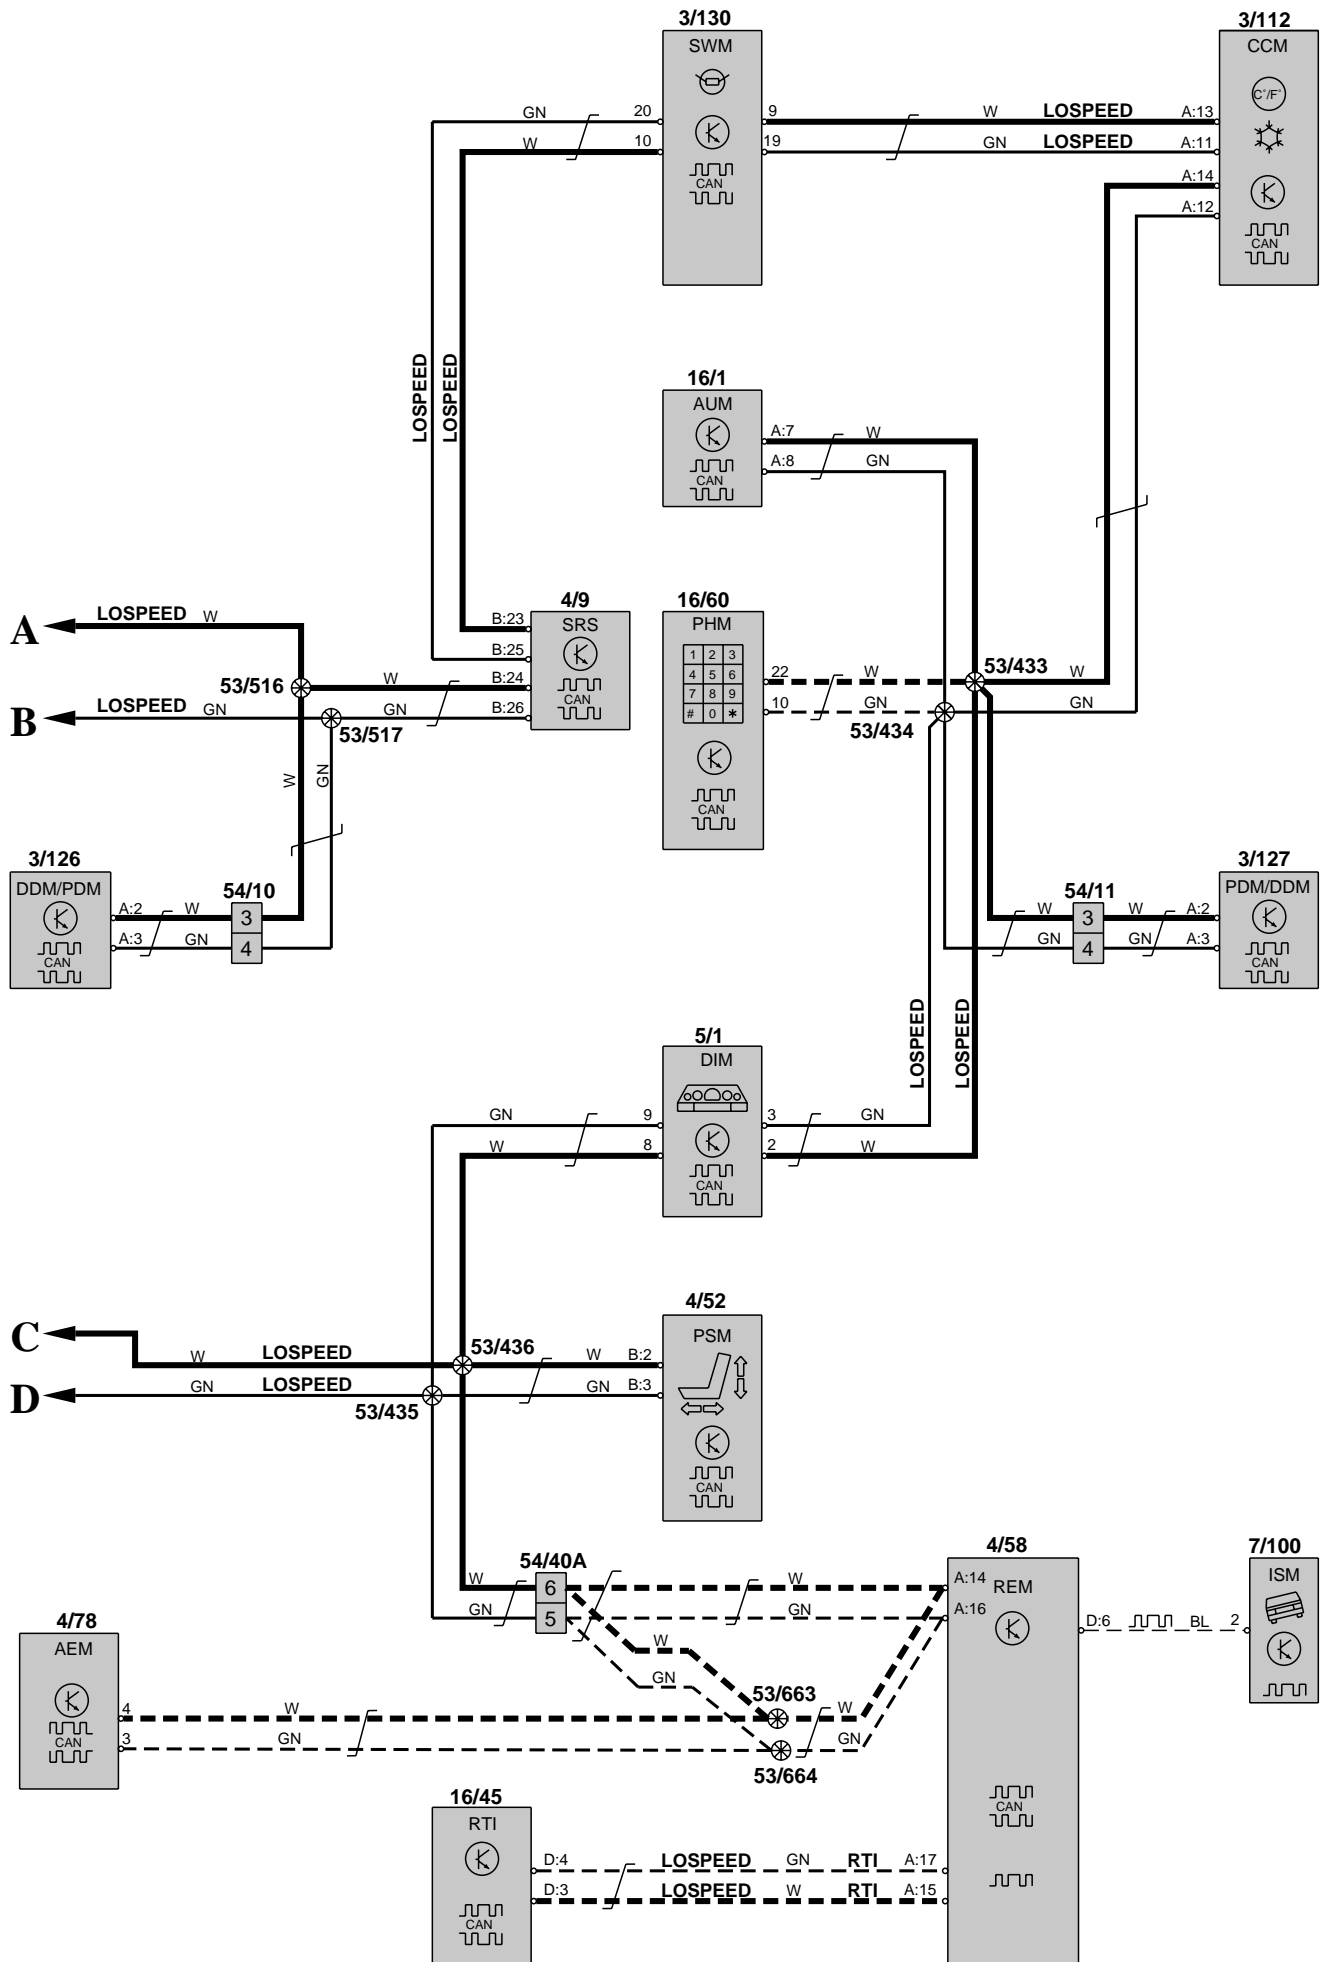 3/130
3/112
SWM
CCM
C°/F°
GN
20
9
W
LOSPEED
A:13
W
10
19
GN
LOSPEED
A:11
A:14
A:12
CAN
CAN
LOSPEED
LOSPEED
16/1
AUM
A:7
W
A:8
GN
CAN
A
LOSPEED
W
4/9
SRS
B:23
B:25
B:24
B:26
CAN
53/516
W
B
LOSPEED
GN
GN
53/517
W
GN
16/60
PHM
1 2 3
4 5 6
7 8 9
# 0 *
22
W
53/433
W
10
GN
53/434
GN
CAN
3/126
DDM/PDM
A:2
W
A:3
GN
CAN
54/10
3
4
3/127
PDM/DDM
54/11
W
3
W
A:2
GN
4
GN
A:3
CAN
LOSPEED
LOSPEED
5/1
DIM
GN
9
3
GN
W
8
2
W
CAN
C
W
LOSPEED
53/436
W
B:2
D
GN
LOSPEED
53/435
GN
B:3
4/52
PSM
CAN
54/40A
W
6
W
GN
5
GN
W
GN
4/58
REM
A:14
A:16
D:6
BL
2
7/100
ISM
4/78
AEM
CAN
4
W
3
GN
53/663
W
GN
53/664
CAN
16/45
RTI
CAN
D:4
LOSPEED
GN
RTI
A:17
D:3
LOSPEED
W
RTI
A:15